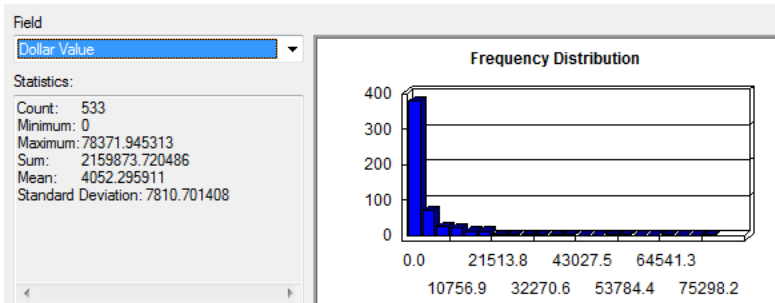 Field
Dollar Value
Statistics:
Count: 533
Minimum: 0
Maximum: 78371.945313
Sum: 2159873.720486
Mean: 4052.295911
Standard Deviation: 7810.701408
Frequency Distribution
400
300
200
100
0
0.0 21513.8 43027.5 64541.3
10756.9 32270.6 53784.4 75298.2